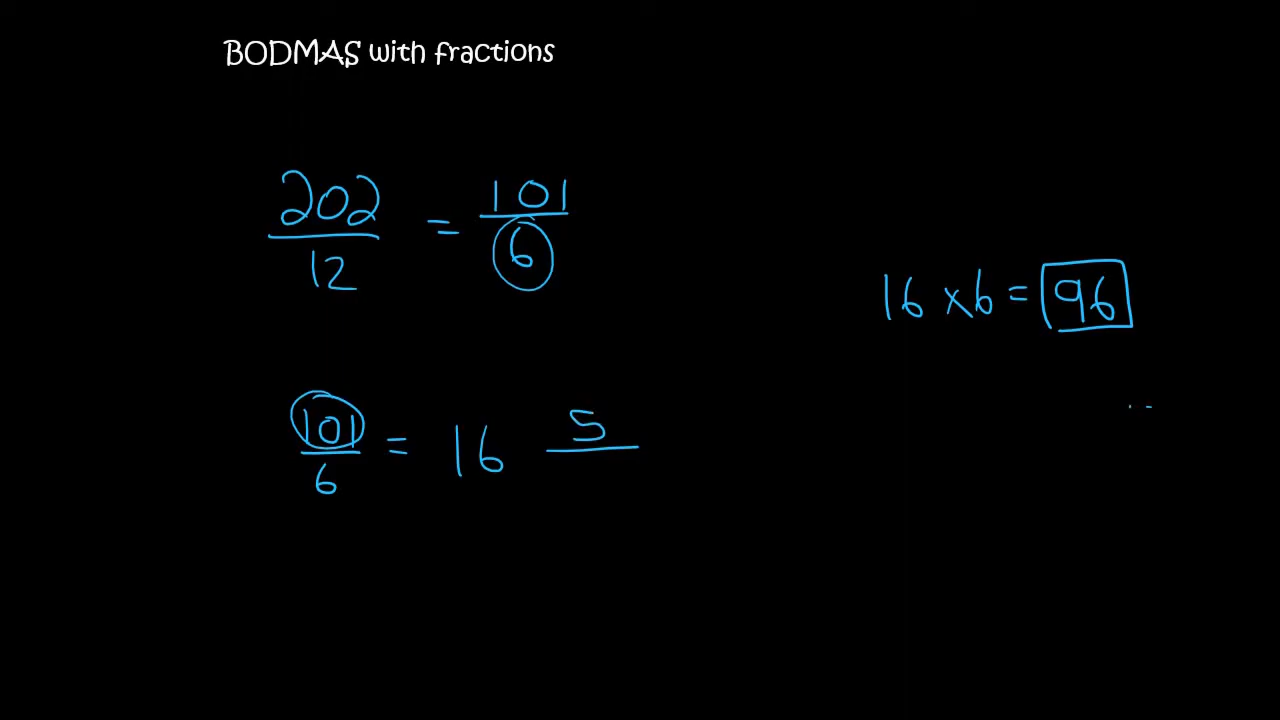 BODMAS with fractions
202/12 = 101/6
16 x 6 = 96
101/6 = 16 5/